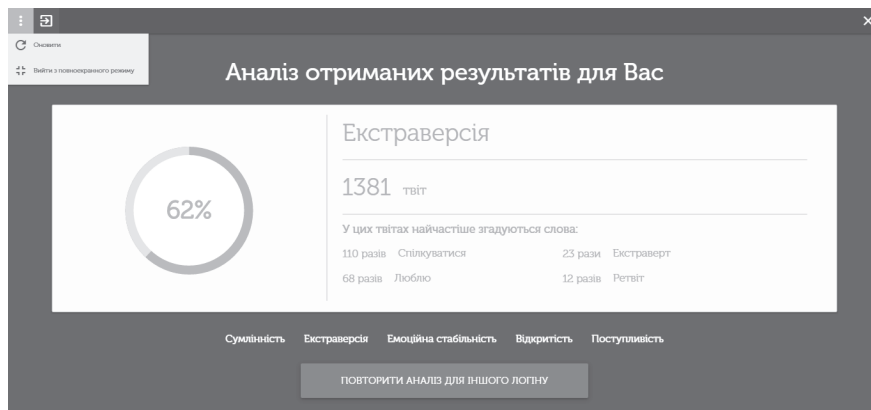 Оновити
Вийти з повноекранного режиму
Аналіз отриманих результатів для Вас
62%
Екстраверсія
1381 твіт
У цих твітах найчастіше згадуються слова:
110 разів Спілкуватися 23 рази Екстраверт
68 разів Люблю 12 разів Ретвіт
Сумлінність Екстраверсія Емоційна стабільність Відкритість Поступливість
ПОВТОРИТИ АНАЛІЗ ДЛЯ ІНШОГО ЛОГІНУ